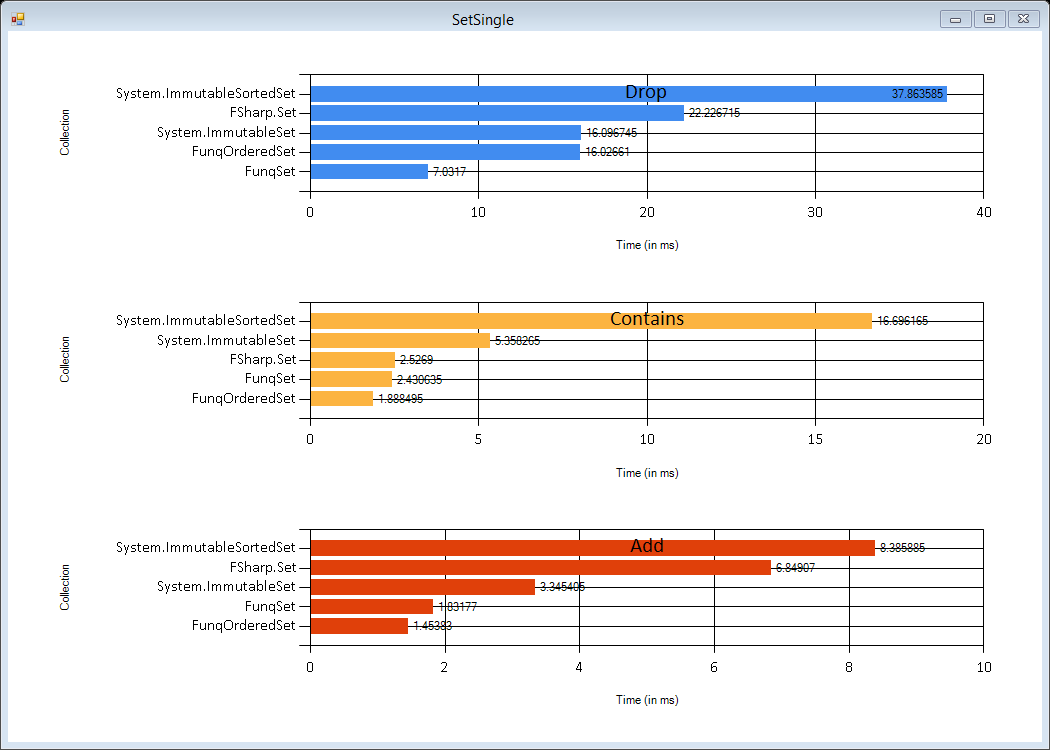 SetSingle
Drop
Collection
System.ImmutableSortedSet 37.863585
FSharp.Set 22.226715
System.ImmutableSet 16.096745
FunqOrderedSet 16.02661
FunqSet 7.0317
0 10 20 30 40
Time (in ms)
Contains
Collection
System.ImmutableSortedSet 16.696165
System.ImmutableSet 5.358265
FSharp.Set 2.5269
FunqSet 2.430635
FunqOrderedSet 1.888495
0 5 10 15 20
Time (in ms)
Add
Collection
System.ImmutableSortedSet 8.385885
FSharp.Set 6.84907
System.ImmutableSet 3.345405
FunqSet 1.83177
FunqOrderedSet 1.45383
0 2 4 6 8 10
Time (in ms)